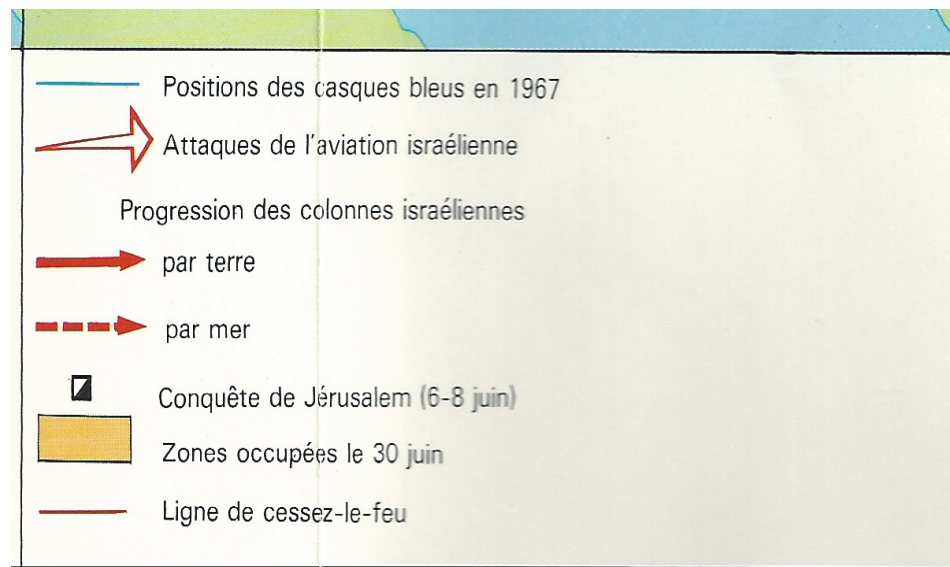 Positions des casques bleus en 1967
Attaques de l'aviation israélienne
Progression des colonnes israéliennes
par terre
par mer
Conquête de Jérusalem (6-8 juin)
Zones occupées le 30 juin
Ligne de cessez-le-feu